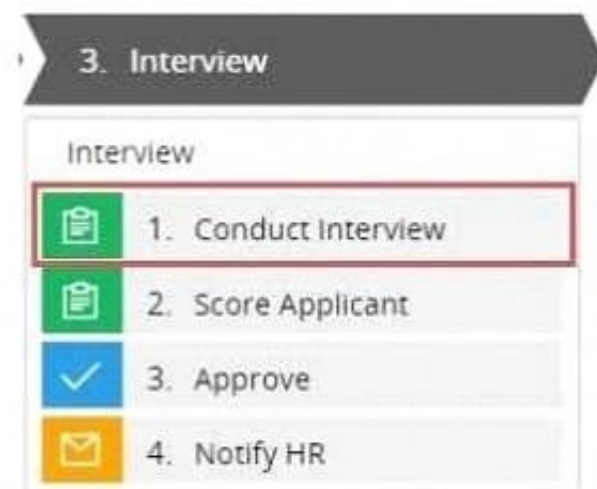 3. Interview
Interview
1. Conduct Interview
2. Score Applicant
3. Approve
4. Notify HR